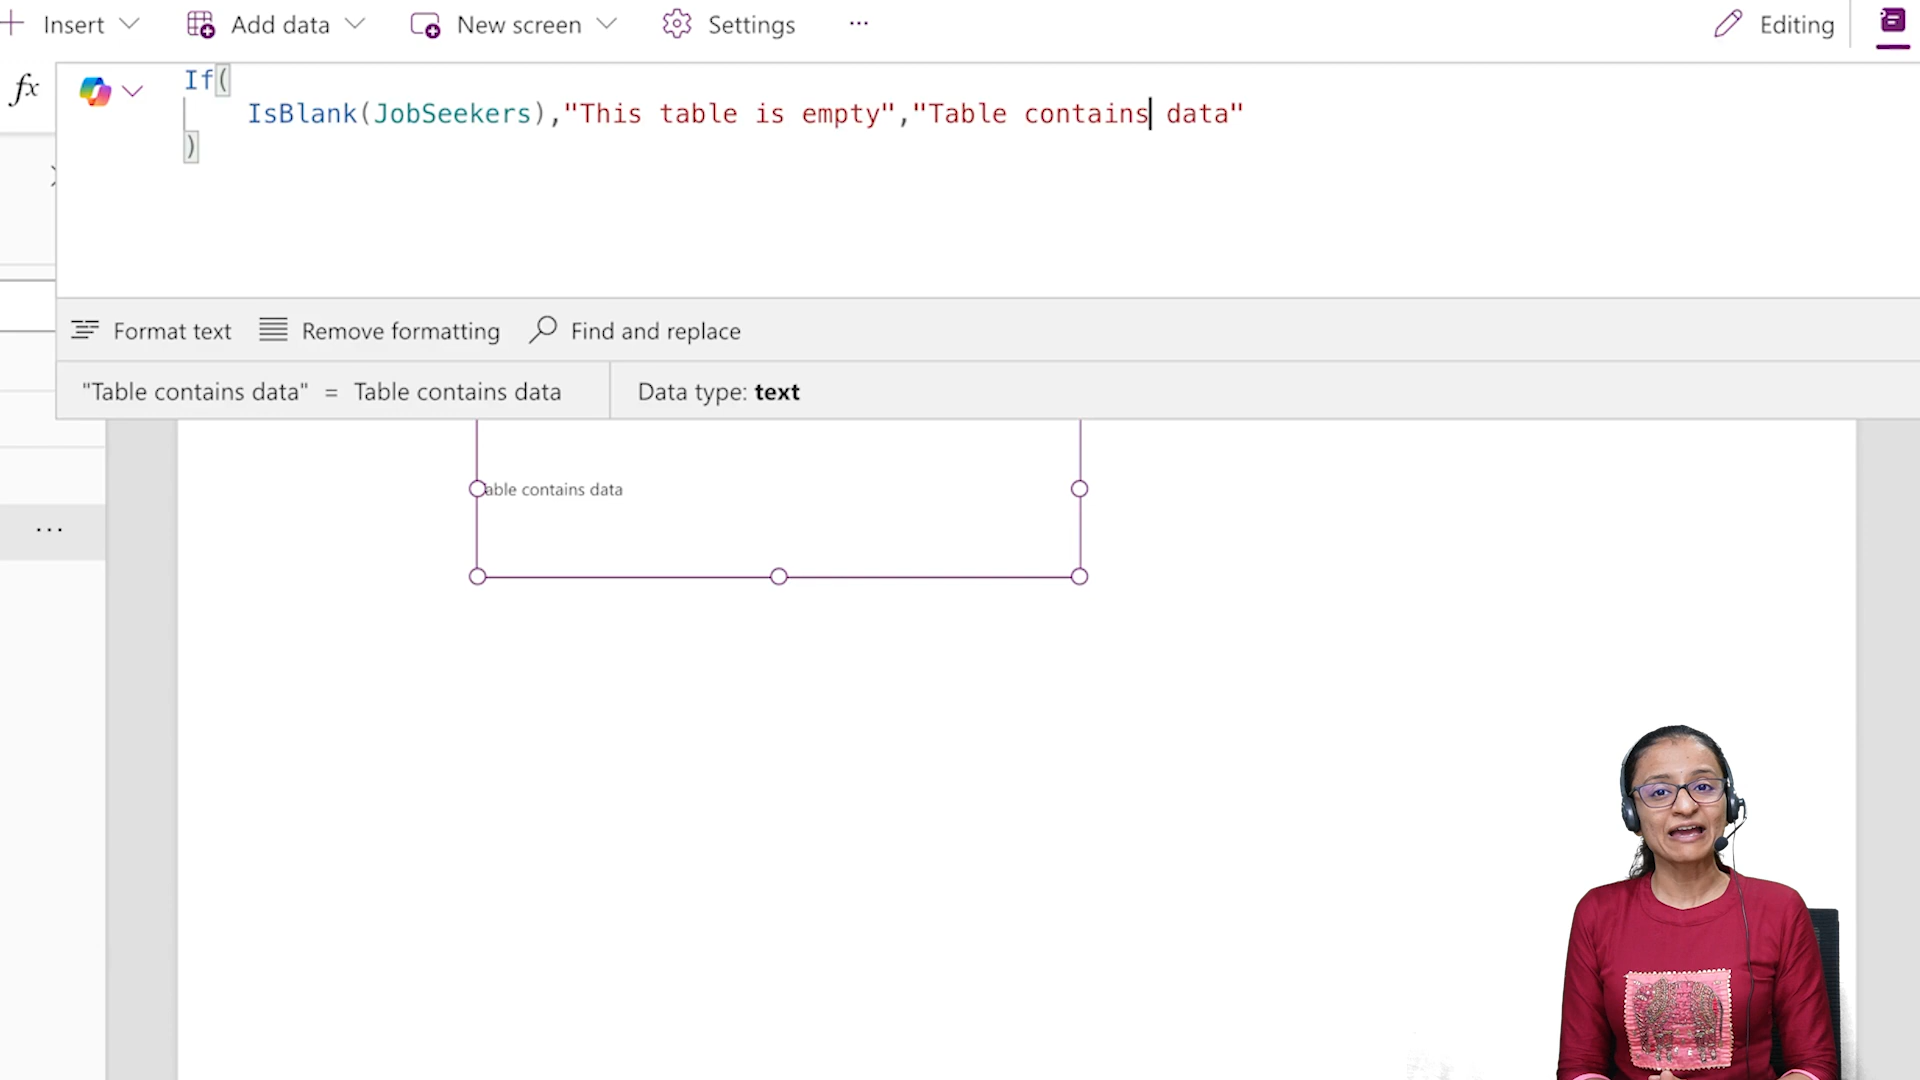 Insert
Add data
New screen
Settings
...
Editing
fx
If(
IsBlank(JobSeekers),"This table is empty","Table contains data"
)
Format text
Remove formatting
Find and replace
"Table contains data" = Table contains data
Data type: text
able contains data
...